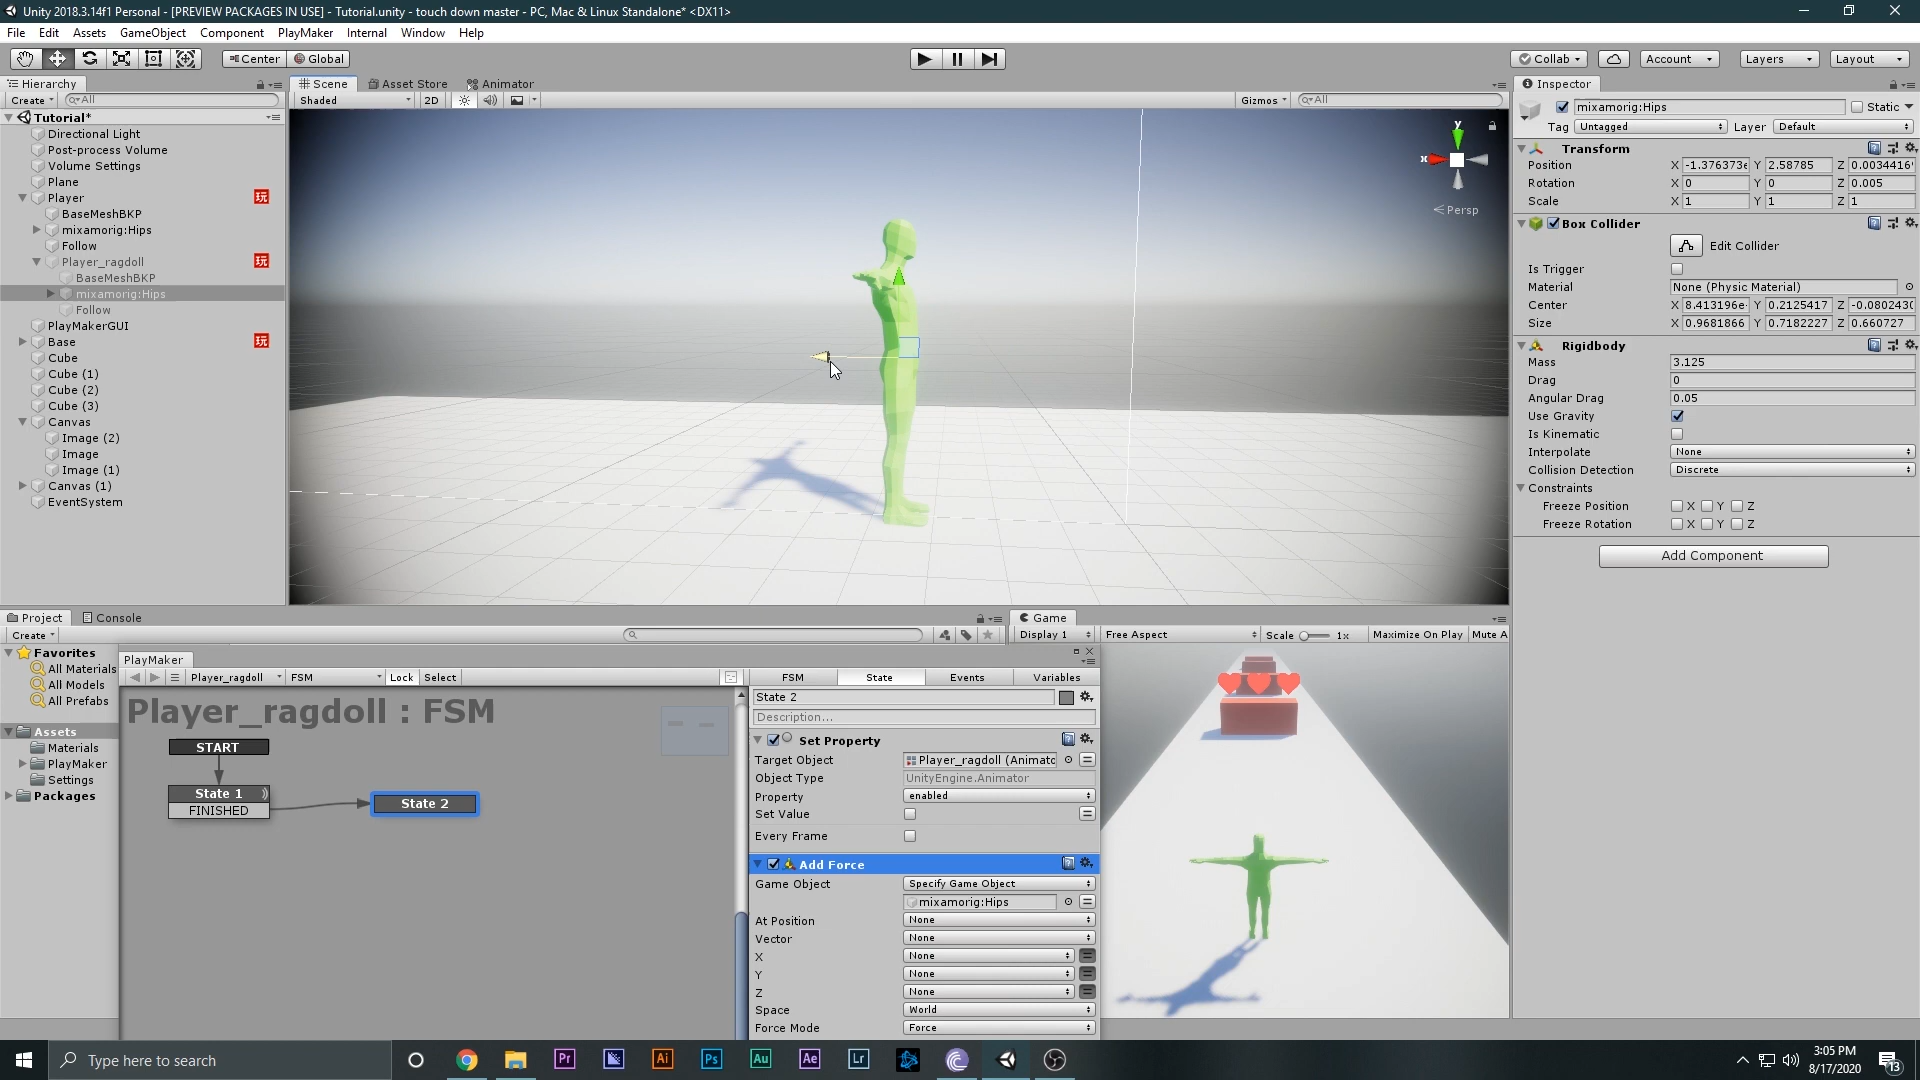 Unity 2018.3.14f1 Personal - [PREVIEW PACKAGES IN USE] - Tutorial.unity - touch down master - PC, Mac & Linux Standalone* <DX11>
File Edit Assets GameObject Component PlayMaker Internal Window Help
Center Global Collab Account Layers Layout
Hierarchy
Create All
Tutorial*
Directional Light
Post-process Volume
Volume Settings
Plane
Player 玩
BaseMeshBKP
mixamorig:Hips
Follow
Player_ragdoll 玩
BaseMeshBKP
mixamorig:Hips
Follow
PlayMakerGUI
Base 玩
Cube
Cube (1)
Cube (2)
Cube (3)
Canvas
Image (2)
Image
Image (1)
Canvas (1)
EventSystem
Scene Asset Store Animator
Shaded 2D Gizmos All
y
x
Persp
Inspector
mixamorig:Hips Static
Tag Untagged Layer Default
Transform
Position X -1.376373e Y 2.58785 Z 0.0034416
Rotation X 0 Y 0 Z 0.005
Scale X 1 Y 1 Z 1
Box Collider
Edit Collider
Is Trigger
Material None (Physic Material)
Center X 8.413196e- Y 0.2125417 Z -0.0802430
Size X 0.9681866 Y 0.7182227 Z 0.660727
Rigidbody
Mass 3.125
Drag 0
Angular Drag 0.05
Use Gravity
Is Kinematic
Interpolate None
Collision Detection Discrete
Constraints
Freeze Position X Y Z
Freeze Rotation X Y Z
Add Component
Project Console
Create
Favorites
All Materials
All Models
All Prefabs
Assets
Materials
PlayMaker
Settings
Packages
PlayMaker
Player_ragdoll FSM Lock Select
Player_ragdoll : FSM
START
State 1
FINISHED
State 2
FSM State Events Variables
State 2
Description...
Set Property
Target Object Player_ragdoll (Animato
Object Type UnityEngine.Animator
Property enabled
Set Value
Every Frame
Add Force
Game Object Specify Game Object
mixamorig:Hips
At Position None
Vector None
X None
Y None
Z None
Space World
Force Mode Force
Game
Display 1 Free Aspect Scale 1x Maximize On Play Mute A
Type here to search
Pr Ai Ps Au Ae Lr
3:05 PM
8/17/2020
13